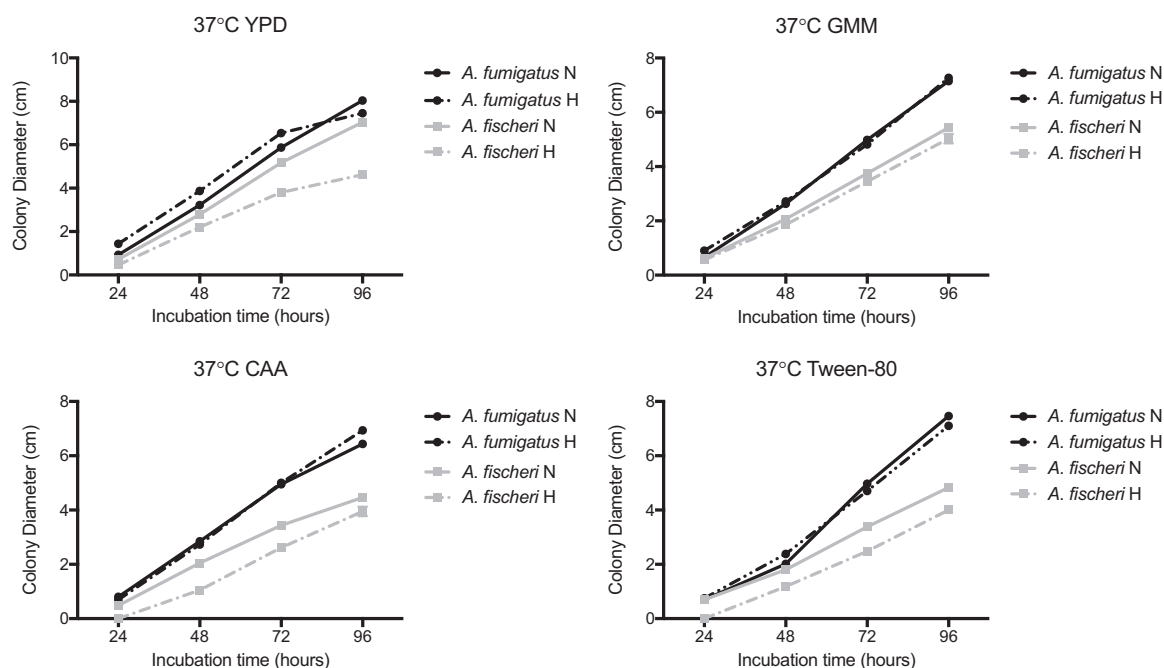 37°C YPD
Colony Diameter (cm)
10
8
6
4
2
0
24
48
72
96
Incubation time (hours)
A. fumigatus N
A. fumigatus H
A. fischeri N
A. fischeri H
37°C GMM
Colony Diameter (cm)
8
6
4
2
0
24
48
72
96
Incubation time (hours)
A. fumigatus N
A. fumigatus H
A. fischeri N
A. fischeri H
37°C CAA
Colony Diameter (cm)
8
6
4
2
0
24
48
72
96
Incubation time (hours)
A. fumigatus N
A. fumigatus H
A. fischeri N
A. fischeri H
37°C Tween-80
Colony Diameter (cm)
8
6
4
2
0
24
48
72
96
Incubation time (hours)
A. fumigatus N
A. fumigatus H
A. fischeri N
A. fischeri H